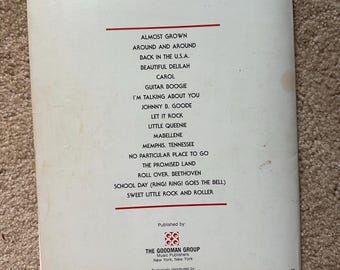 ALMOST GROWN
AROUND AND AROUND
BACK IN THE U.S.A.
BEAUTIFUL DELILAH
CAROL
GUITAR BOOGIE
I'M TALKING ABOUT YOU
JOHNNY B. GOODE
LET IT ROCK
LITTLE QUEENIE
MABELLENE
MEMPHIS, TENNESSEE
NO PARTICULAR PLACE TO GO
THE PROMISED LAND
ROLL OVER, BEETHOVEN
SCHOOL DAY (RING! RING! GOES THE BELL)
SWEET LITTLE ROCK AND ROLLER
Published by
THE GOODMAN GROUP
Music Publishers
New York, New York